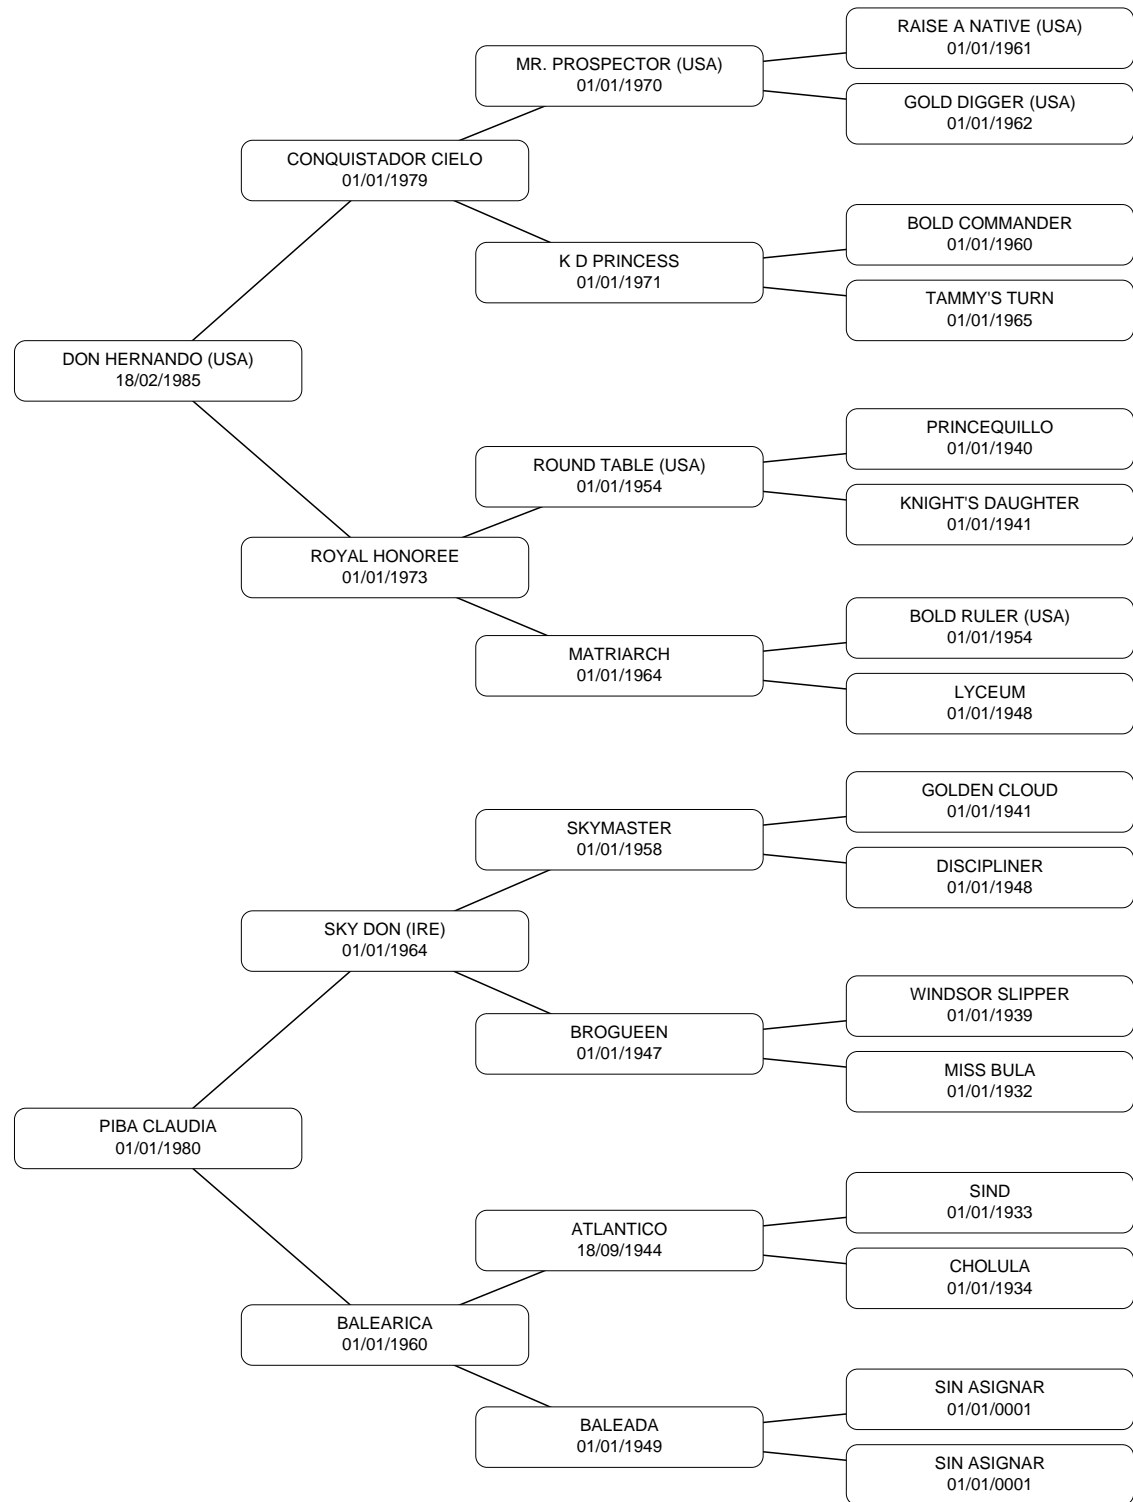 RAISE A NATIVE (USA)
01/01/1961
MR. PROSPECTOR (USA)
01/01/1970
GOLD DIGGER (USA)
01/01/1962
CONQUISTADOR CIELO
01/01/1979
BOLD COMMANDER
01/01/1960
K D PRINCESS
01/01/1971
TAMMY'S TURN
01/01/1965
DON HERNANDO (USA)
18/02/1985
PRINCEQUILLO
01/01/1940
ROUND TABLE (USA)
01/01/1954
KNIGHT'S DAUGHTER
01/01/1941
ROYAL HONOREE
01/01/1973
BOLD RULER (USA)
01/01/1954
MATRIARCH
01/01/1964
LYCEUM
01/01/1948
GOLDEN CLOUD
01/01/1941
SKYMASTER
01/01/1958
DISCIPLINER
01/01/1948
SKY DON (IRE)
01/01/1964
WINDSOR SLIPPER
01/01/1939
BROGUEEN
01/01/1947
MISS BULA
01/01/1932
PIBA CLAUDIA
01/01/1980
SIND
01/01/1933
ATLANTICO
18/09/1944
CHOLULA
01/01/1934
BALEARICA
01/01/1960
SIN ASIGNAR
01/01/0001
BALEADA
01/01/1949
SIN ASIGNAR
01/01/0001